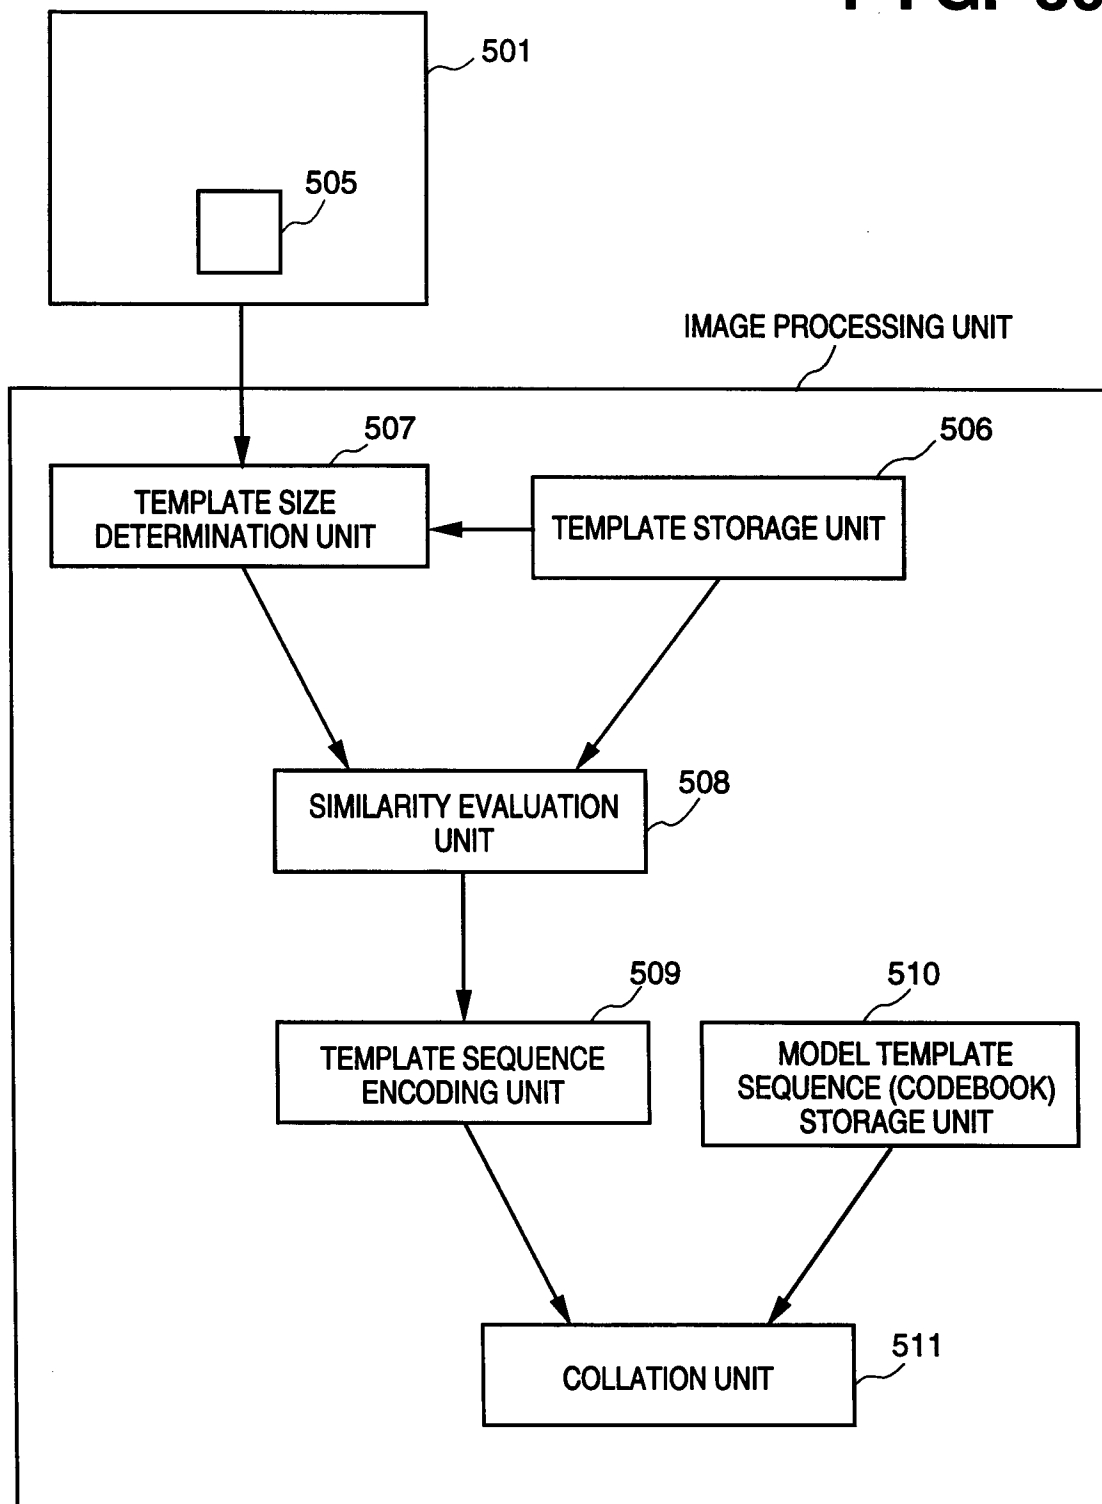 501
505
IMAGE PROCESSING UNIT
507
506
TEMPLATE SIZE
DETERMINATION UNIT
TEMPLATE STORAGE UNIT
SIMILARITY EVALUATION
UNIT
508
509
510
TEMPLATE SEQUENCE
ENCODING UNIT
MODEL TEMPLATE
SEQUENCE (CODEBOOK)
STORAGE UNIT
COLLATION UNIT
511